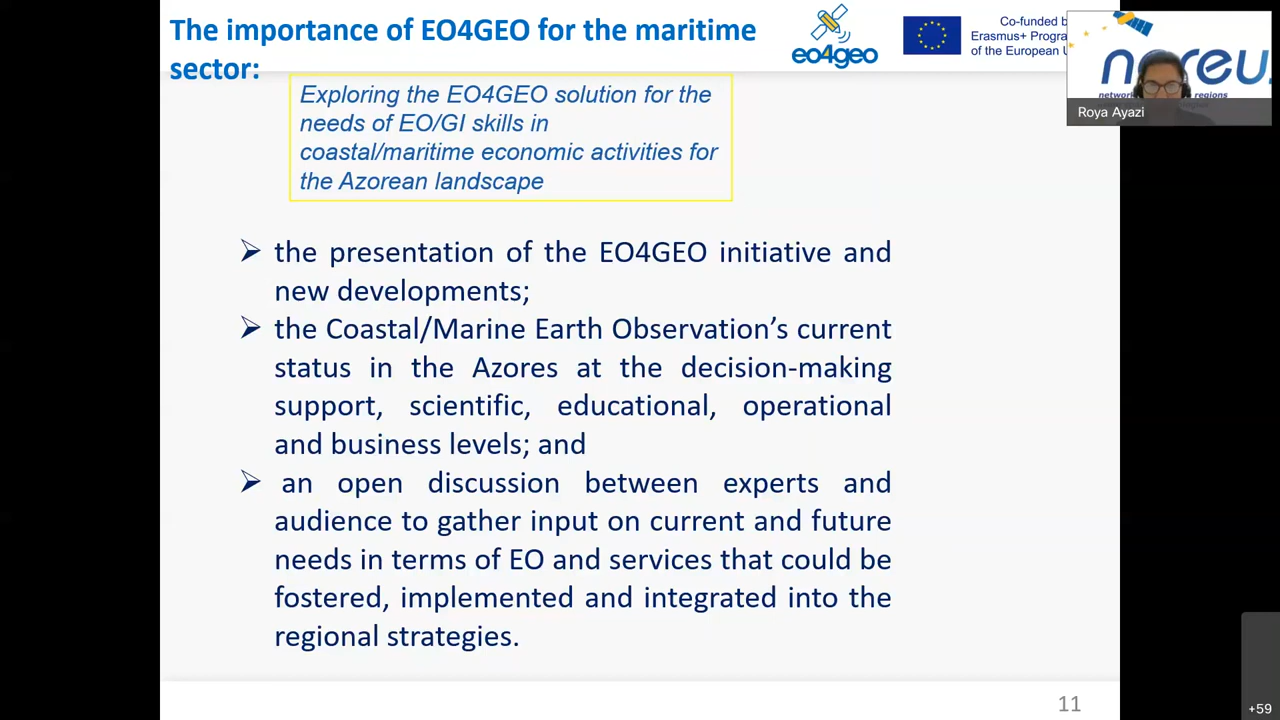 The importance of EO4GEO for the maritime
sector:
eo4geo
Co-funded b
Erasmus+ Progra
of the European U
Roya Ayazi
Exploring the EO4GEO solution for the
needs of EO/GI skills in
coastal/maritime economic activities for
the Azorean landscape
the presentation of the EO4GEO initiative and
new developments;
the Coastal/Marine Earth Observation's current
status in the Azores at the decision-making
support, scientific, educational, operational
and business levels; and
an open discussion between experts and
audience to gather input on current and future
needs in terms of EO and services that could be
fostered, implemented and integrated into the
regional strategies.
11
+59